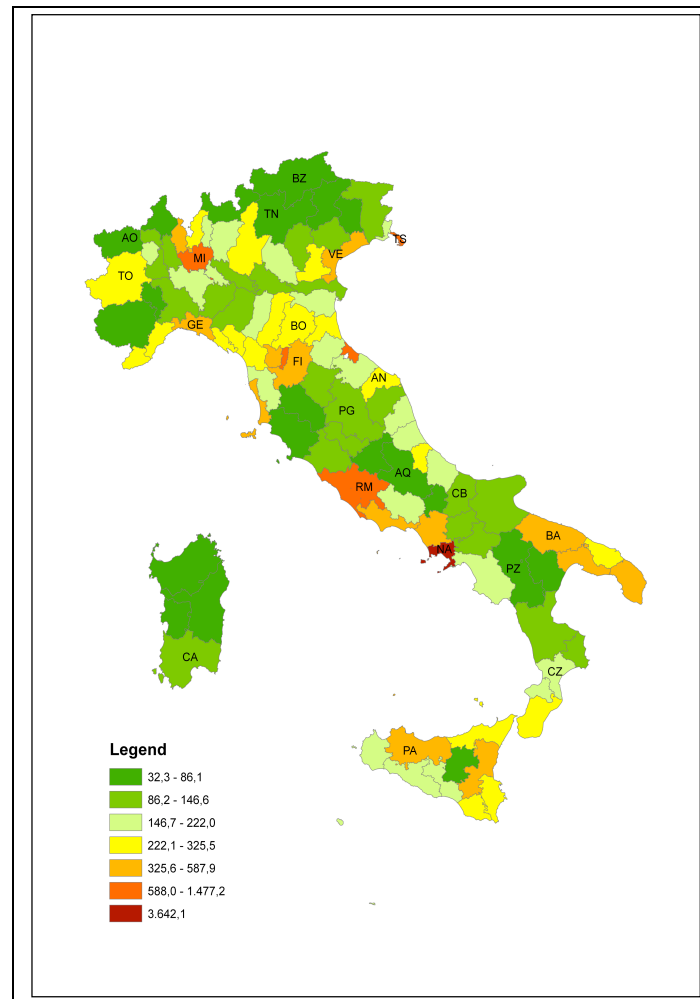 BZ
TN
AO
TS
VE
MI
TO
GE
BO
FI
AN
PG
AQ
RM
CB
BA
NA
PZ
CA
CZ
PA
Legend
32,3 - 86,1
86,2 - 146,6
146,7 - 222,0
222,1 - 325,5
325,6 - 587,9
588,0 - 1.477,2
3.642,1